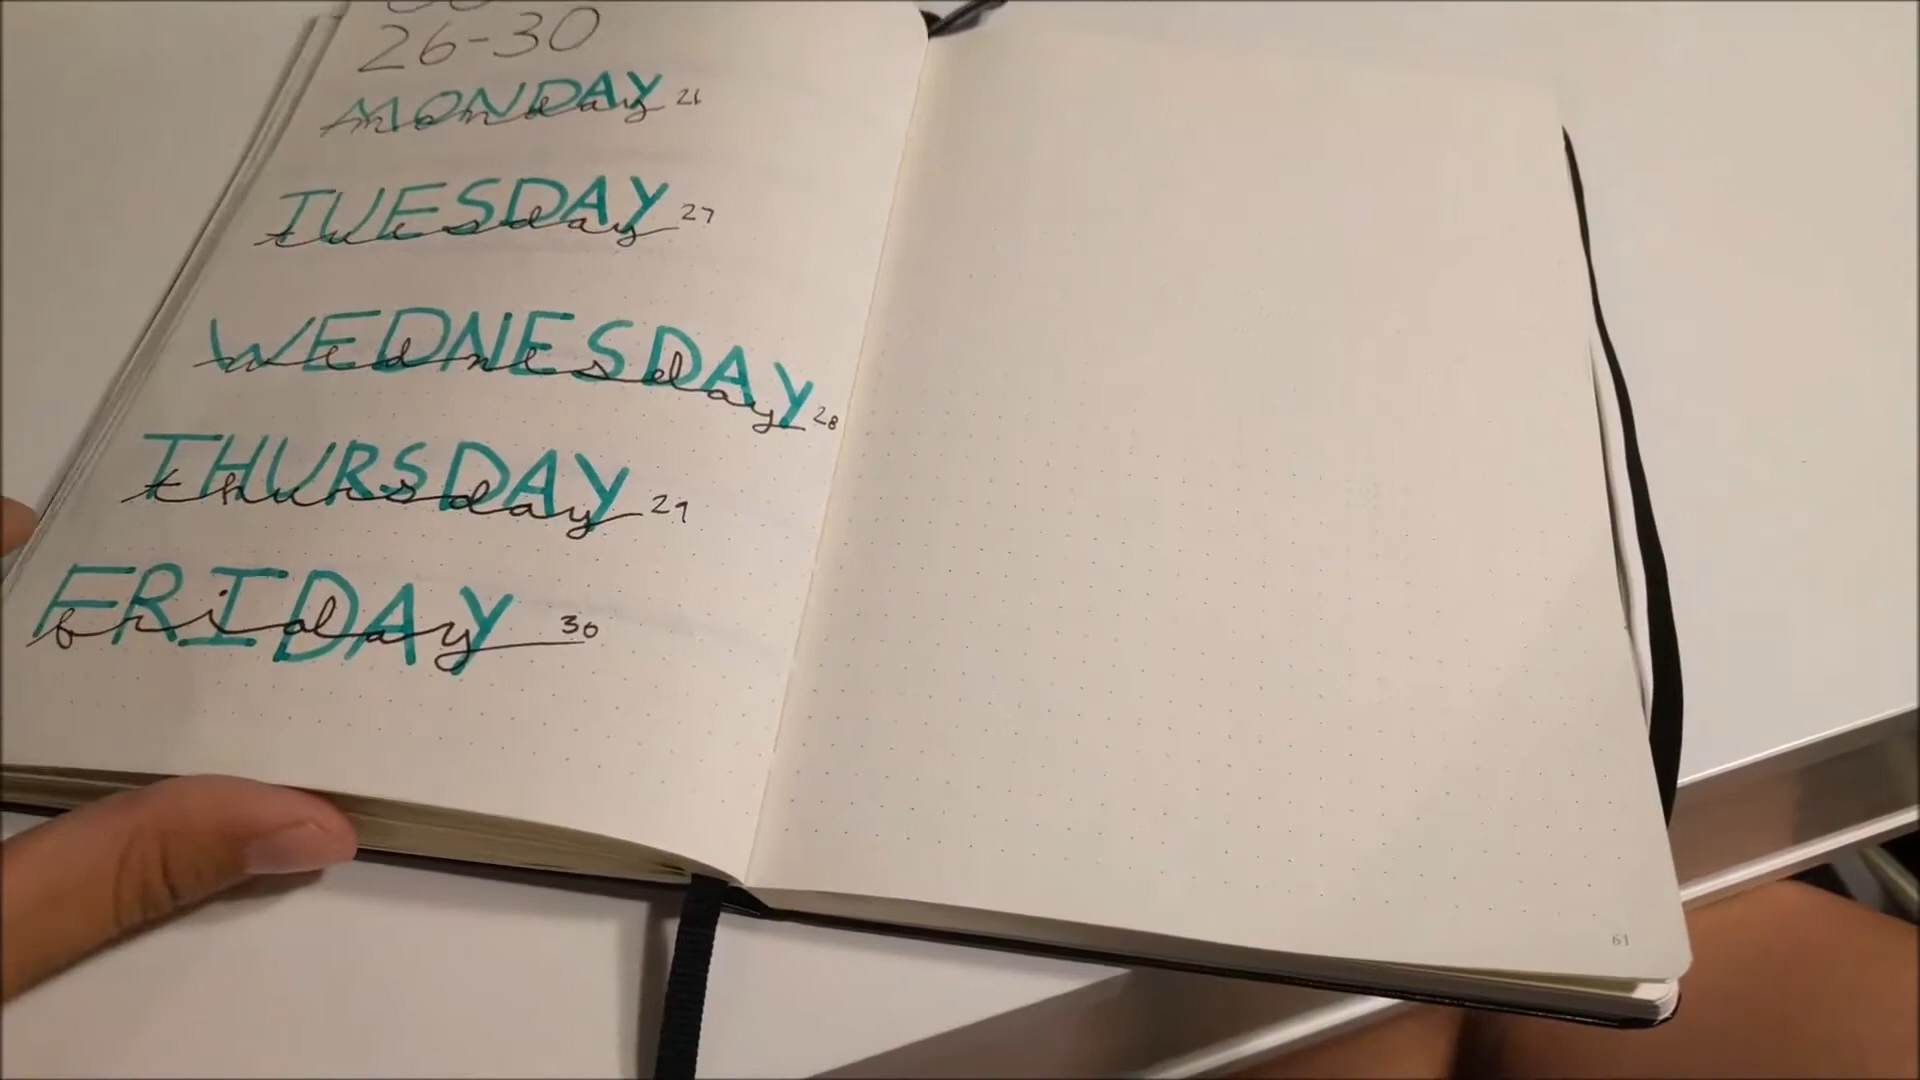 26-30
MONDAY
monday 26
TUESDAY
tuesday 27
WEDNESDAY
wednesday 28
THURSDAY
thursday 29
FRIDAY
friday 30
61